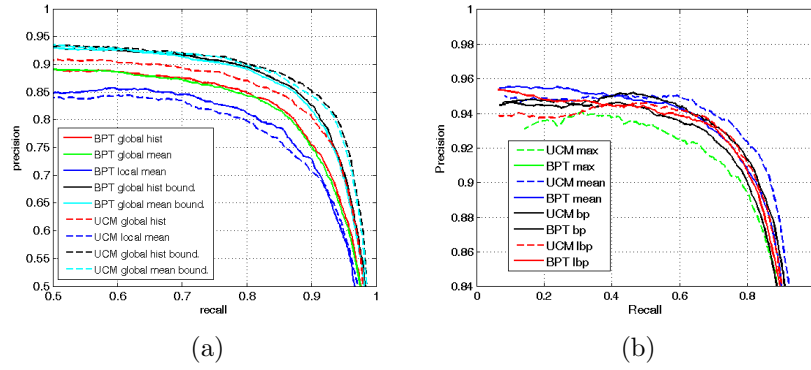 1
0.95
0.9
0.85
0.8
0.75
0.7
0.65
0.6
0.55
0.5
precision
BPT global hist
BPT global mean
BPT local mean
BPT global hist bound.
BPT global mean bound.
UCM global hist
UCM local mean
UCM global hist bound.
UCM global mean bound.
0.5 0.6 0.7 0.8 0.9 1
recall
(a)
1
0.98
0.96
0.94
0.92
0.9
0.88
0.86
0.84
Precision
UCM max
BPT max
UCM mean
BPT mean
UCM bp
BPT bp
UCM lbp
BPT lbp
0 0.2 0.4 0.6 0.8
Recall
(b)